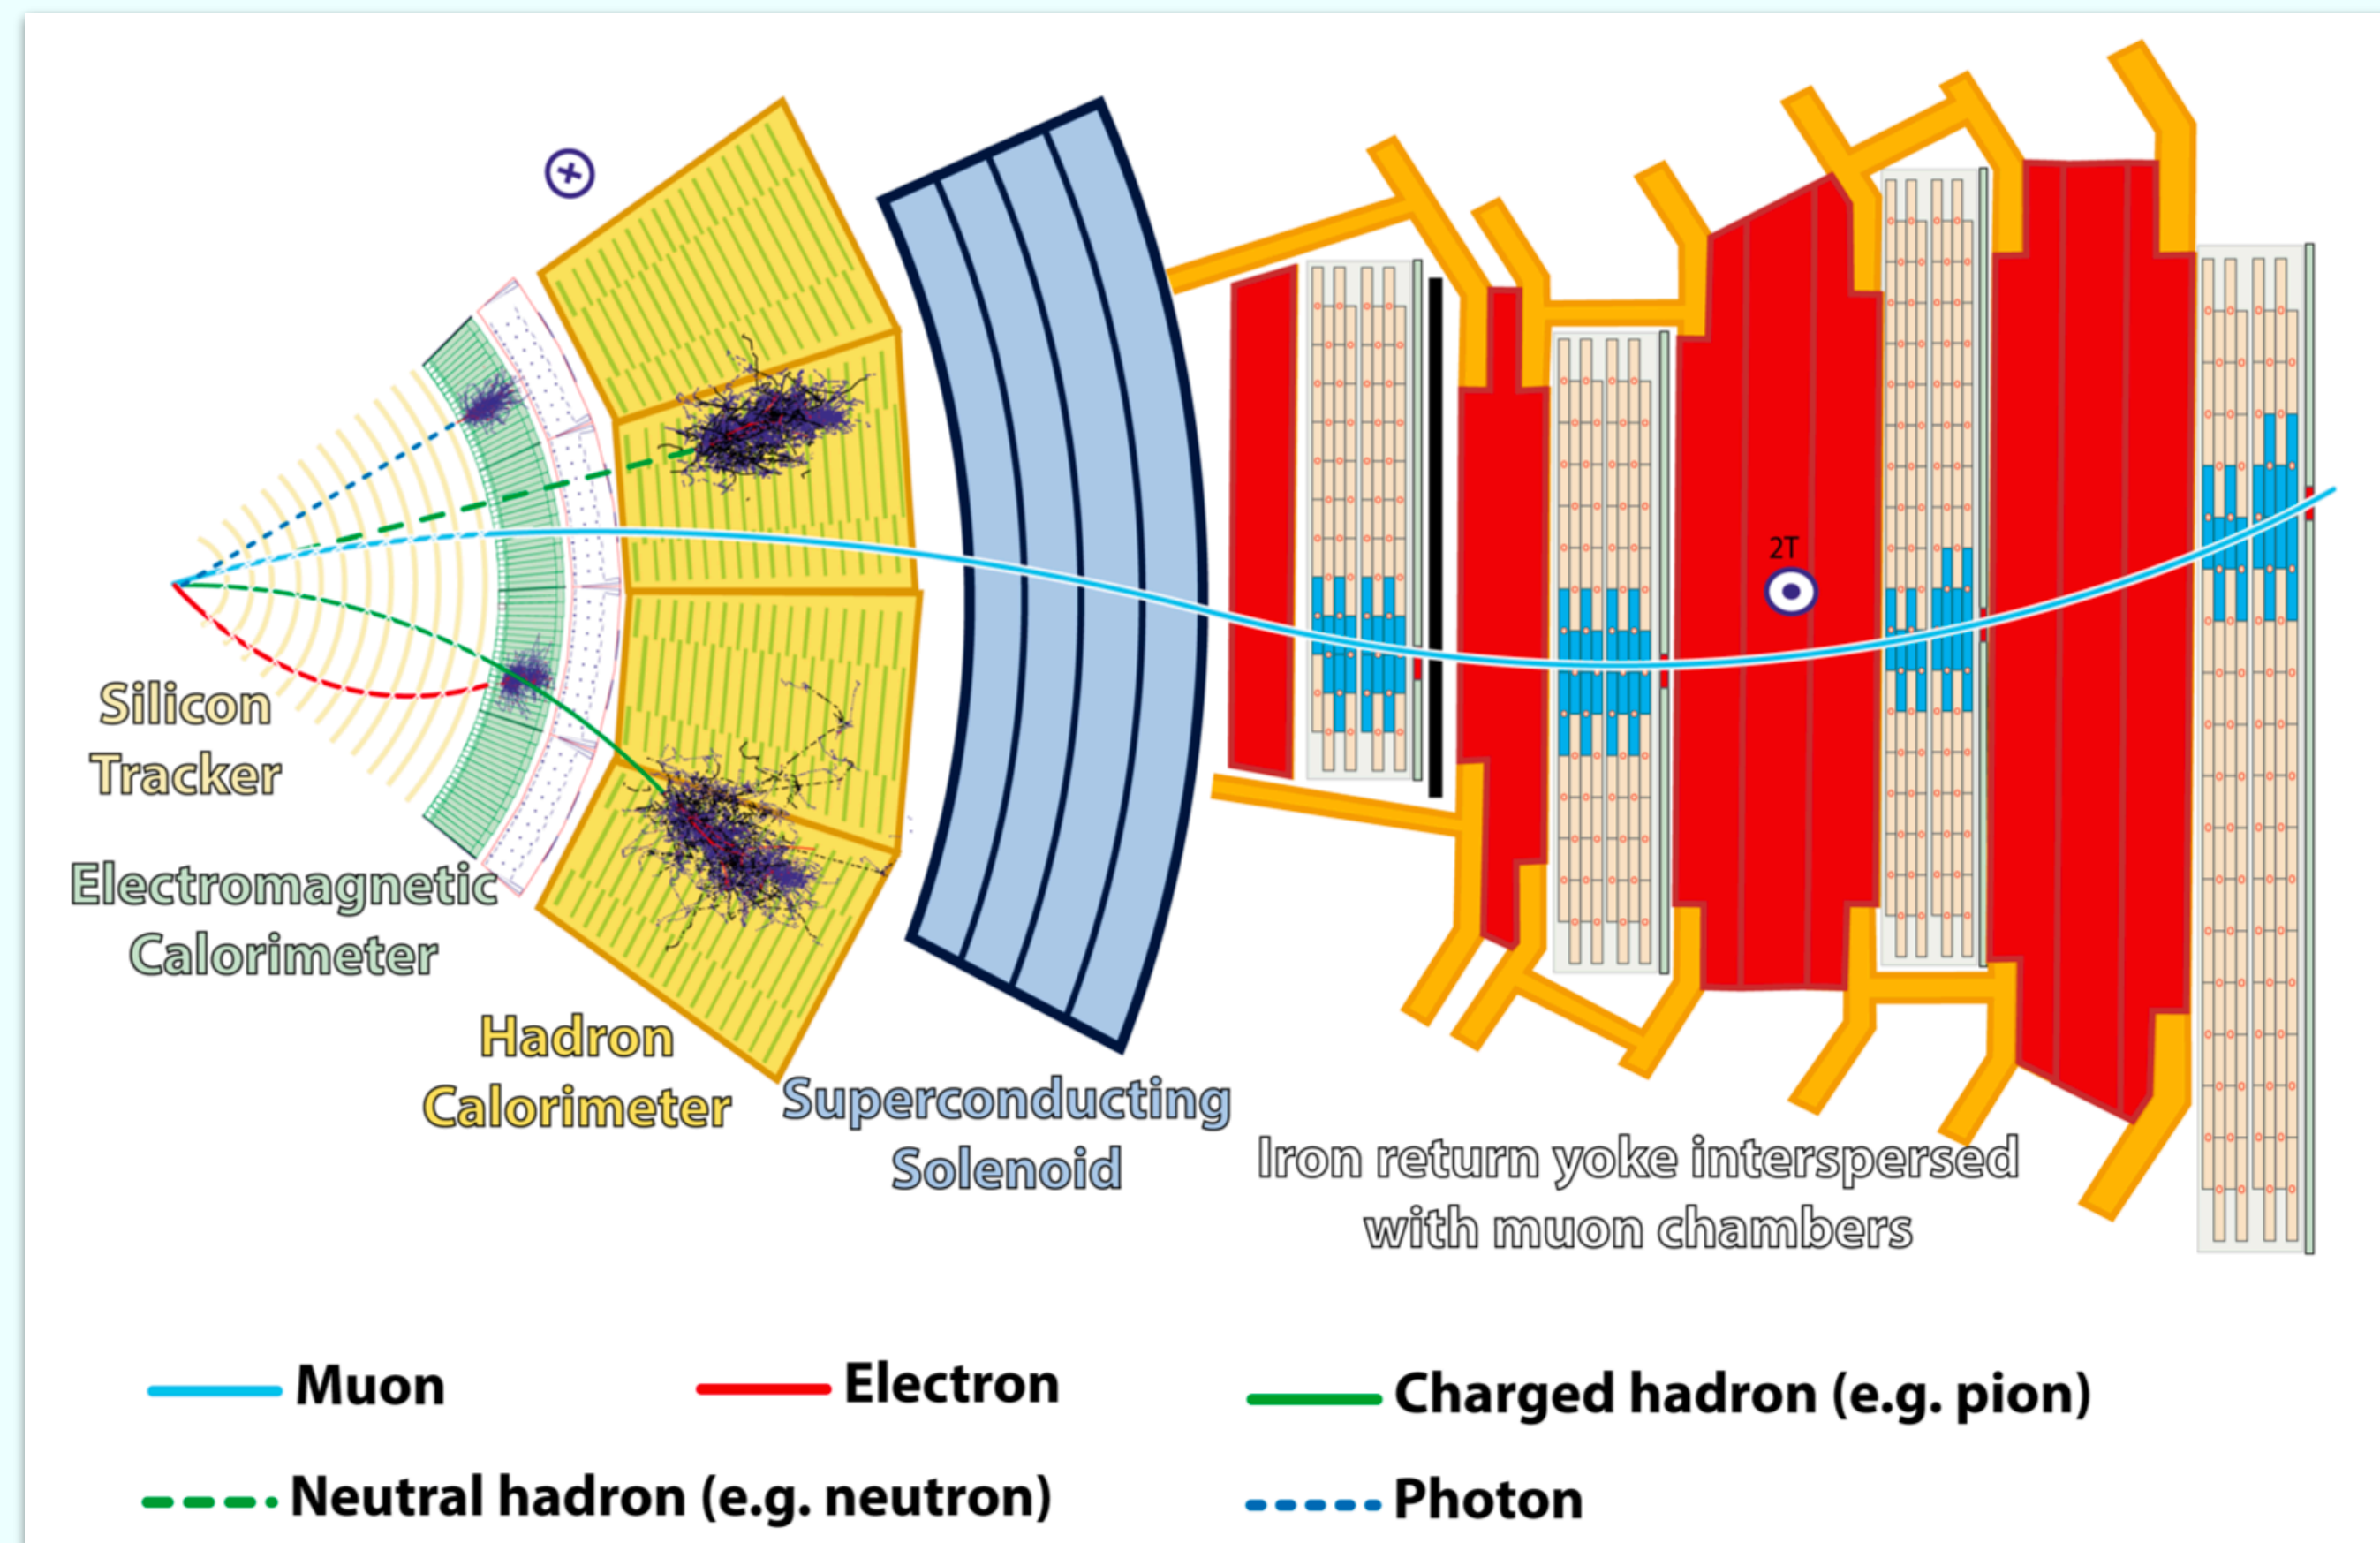 2T
Silicon
Tracker
Electromagnetic
Calorimeter
Hadron
Calorimeter
Superconducting
Solenoid
Iron return yoke interspersed
with muon chambers
Muon
Electron
Charged hadron (e.g. pion)
Neutral hadron (e.g. neutron)
Photon